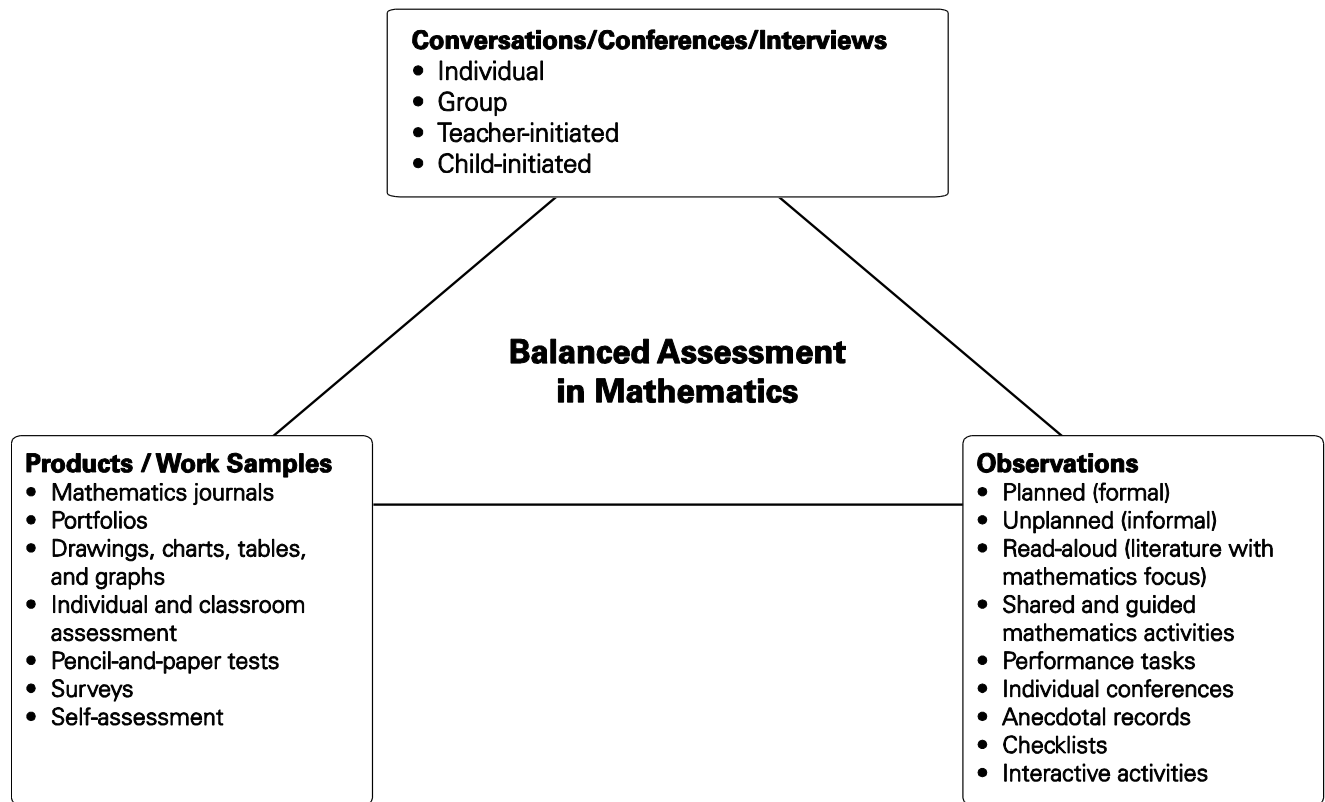 Conversations/Conferences/Interviews
• Individual
• Group
• Teacher-initiated
• Child-initiated
Balanced Assessment
in Mathematics
Products / Work Samples
• Mathematics journals
• Portfolios
• Drawings, charts, tables,
and graphs
• Individual and classroom
assessment
• Pencil-and-paper tests
• Surveys
• Self-assessment
Observations
• Planned (formal)
• Unplanned (informal)
• Read-aloud (literature with
mathematics focus)
• Shared and guided
mathematics activities
• Performance tasks
• Individual conferences
• Anecdotal records
• Checklists
• Interactive activities